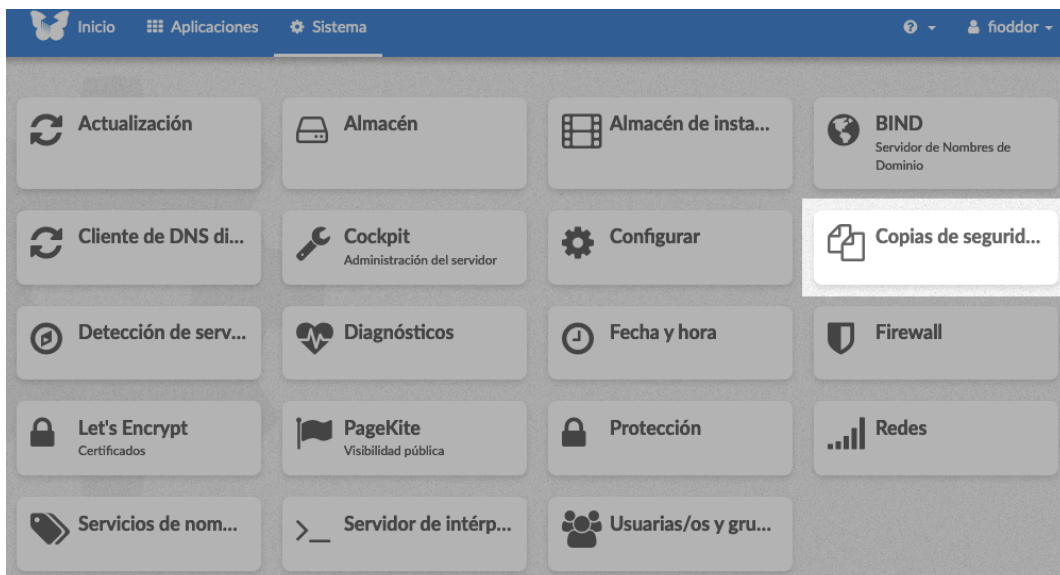 Inicio
Aplicaciones
Sistema
fioddor
Actualización
Almacén
Almacén de insta...
BIND
Servidor de Nombres de
Dominio
Cliente de DNS di...
Cockpit
Administración del servidor
Configurar
Copias de segurid...
Detección de serv...
Diagnósticos
Fecha y hora
Firewall
Let's Encrypt
Certificados
PageKite
Visibilidad pública
Protección
Redes
Servicios de nom...
Servidor de intérp...
Usuarias/os y gru...